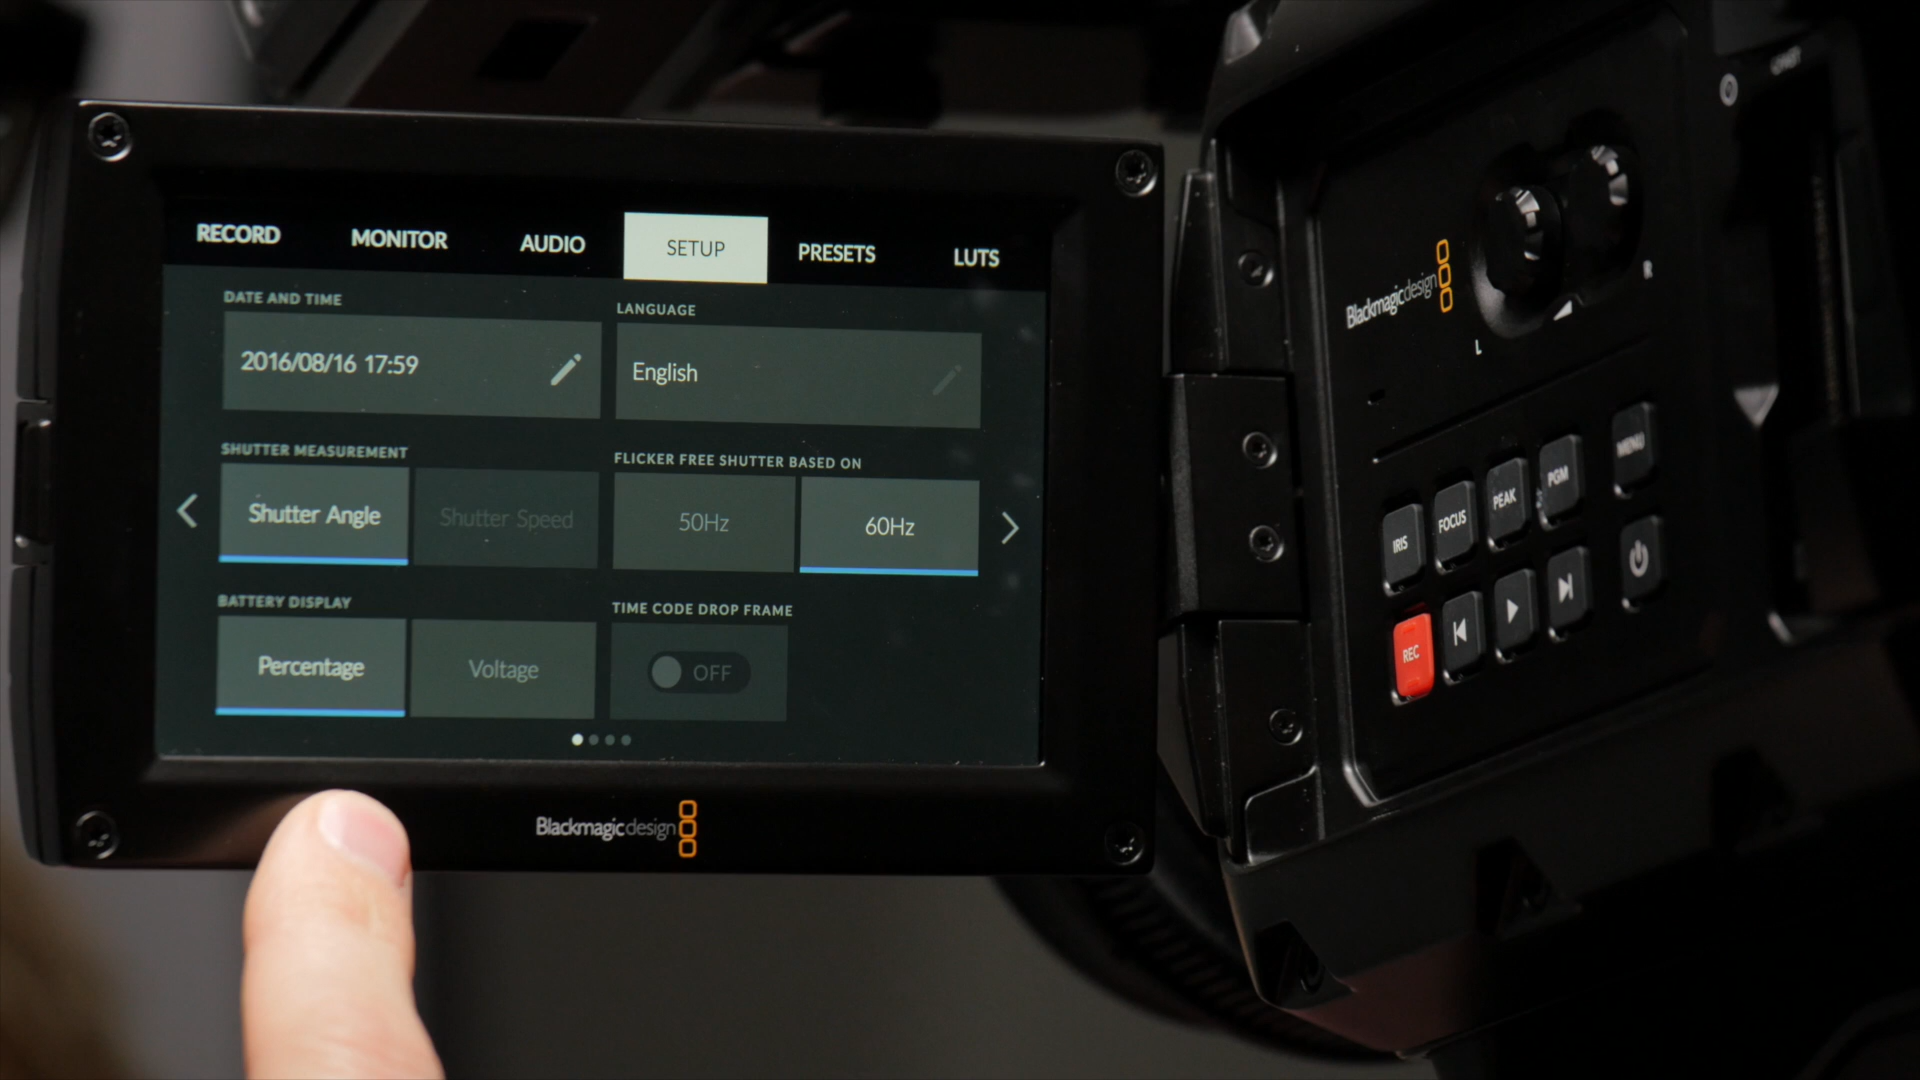 RECORD MONITOR AUDIO SETUP PRESETS LUTS
DATE AND TIME
2016/08/16 17:59
LANGUAGE
English
SHUTTER MEASUREMENT
Shutter Angle
Shutter Speed
FLICKER FREE SHUTTER BASED ON
50Hz
60Hz
BATTERY DISPLAY
Percentage
Voltage
TIME CODE DROP FRAME
OFF
Blackmagicdesign
Blackmagicdesign
L
R
IRIS
FOCUS
PEAK
PGM
MENU
REC